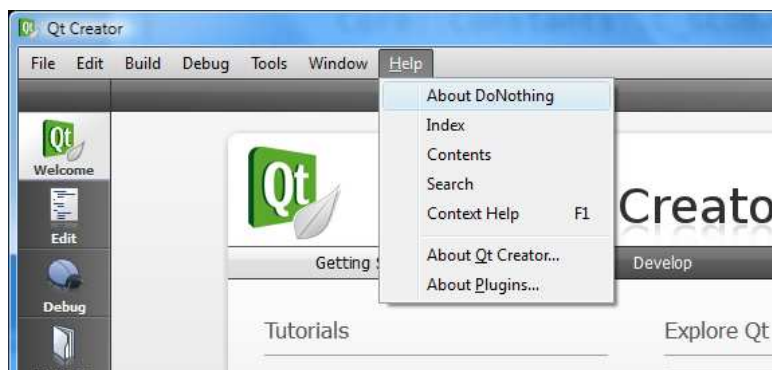 Qt Creator
File Edit Build Debug Tools Window Help
About DoNothing
Index
Contents
Search
Context Help F1
About Qt Creator...
About Plugins...
Qt
Welcome
Edit
Debug
Qt
Creato
Getting
Develop
Tutorials
Explore Qt